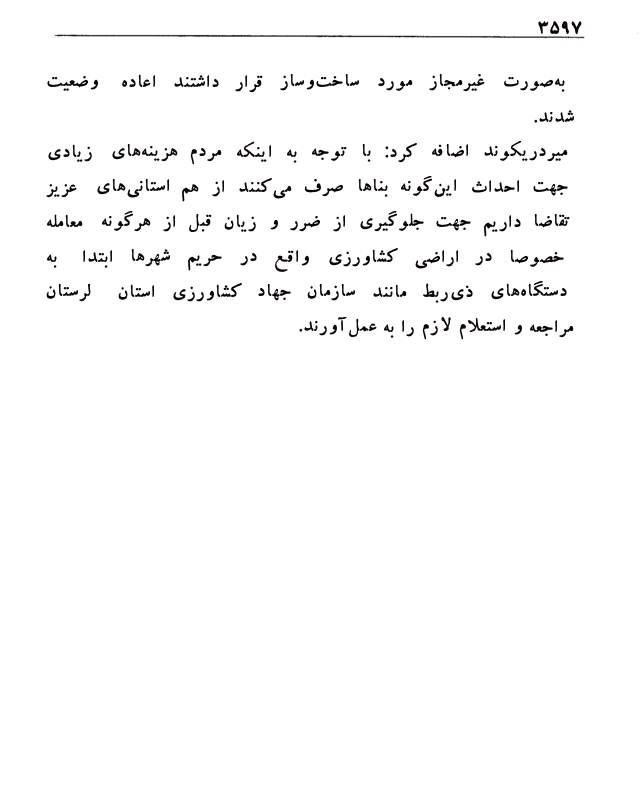 ۳۵۹۷
به‌صورت غیرمجاز مورد ساخت‌وساز قرار داشتند اعاده وضعیت
شدند.
میردریکوند اضافه کرد: با توجه به اینکه مردم هزینه‌های زیادی
جهت احداث این‌گونه بناها صرف می‌کنند از هم استانی‌های عزیز
تقاضا داریم جهت جلوگیری از ضرر و زیان قبل از هرگونه معامله
خصوصا در اراضی کشاورزی واقع در حریم شهرها ابتدا به
دستگاه‌های ذی‌ربط مانند سازمان جهاد کشاورزی استان لرستان
مراجعه و استعلام لازم را به عمل‌آورند.